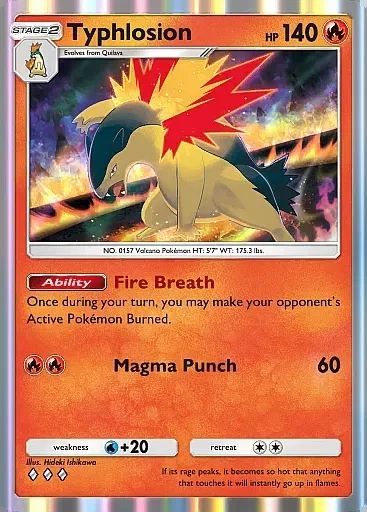 STAGE 2 Typhlosion HP 140
Evolves from Quilava
NO. 0157 Volcano Pokémon HT: 5'7" WT: 175.3 lbs.
Ability Fire Breath
Once during your turn, you may make your opponent's
Active Pokémon Burned.
Magma Punch 60
weakness +20 retreat
Illus. Hideki Ishikawa
If its rage peaks, it becomes so hot that anything
that touches it will instantly go up in flames.